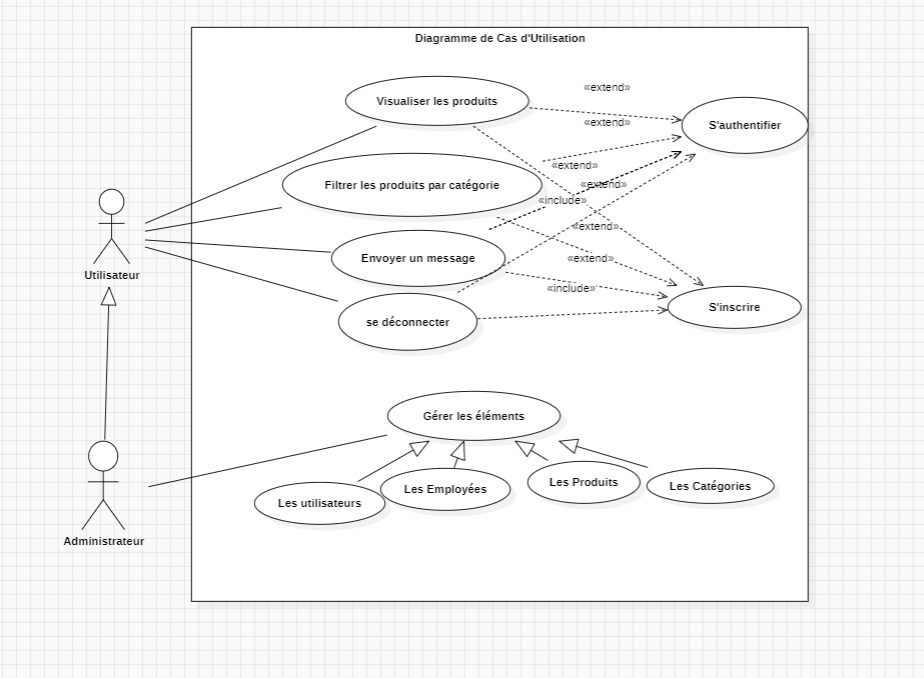 Diagramme de Cas d'Utilisation
«extend»
Visualiser les produits
«extend»
S'authentifier
«extend»
Filtrer les produits par catégorie
«extend»
«include»
«extend»
Envoyer un message
«extend»
Utilisateur
«include»
S'inscrire
se déconnecter
Gérer les éléments
Les Produits
Les Catégories
Les Employées
Les utilisateurs
Administrateur